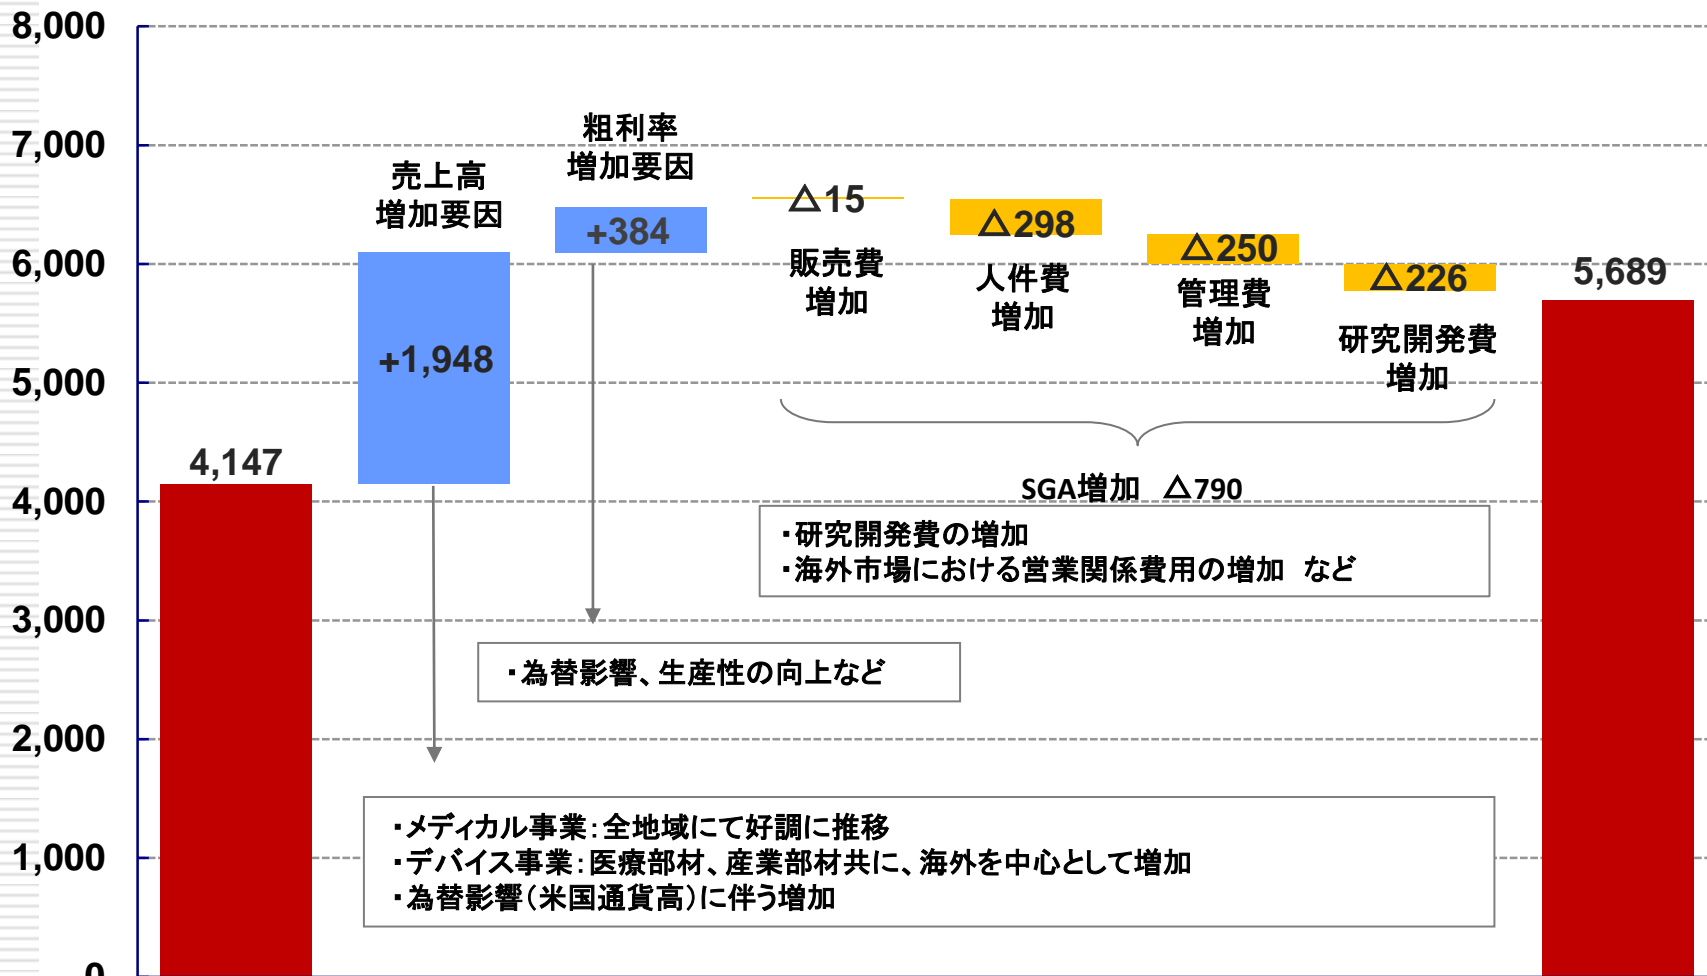 8,000
7,000
6,000
5,000
4,000
3,000
2,000
1,000
0
4,147
売上高
増加要因
+1,948
粗利率
増加要因
+384
△15
販売費
増加
△298
人件費
増加
△250
管理費
増加
△226
研究開発費
増加
5,689
SGA増加 △790
・研究開発費の増加
・海外市場における営業関係費用の増加 など
・為替影響、生産性の向上など
・メディカル事業：全地域にて好調に推移
・デバイス事業：医療部材、産業部材共に、海外を中心として増加
・為替影響（米国通貨高）に伴う増加